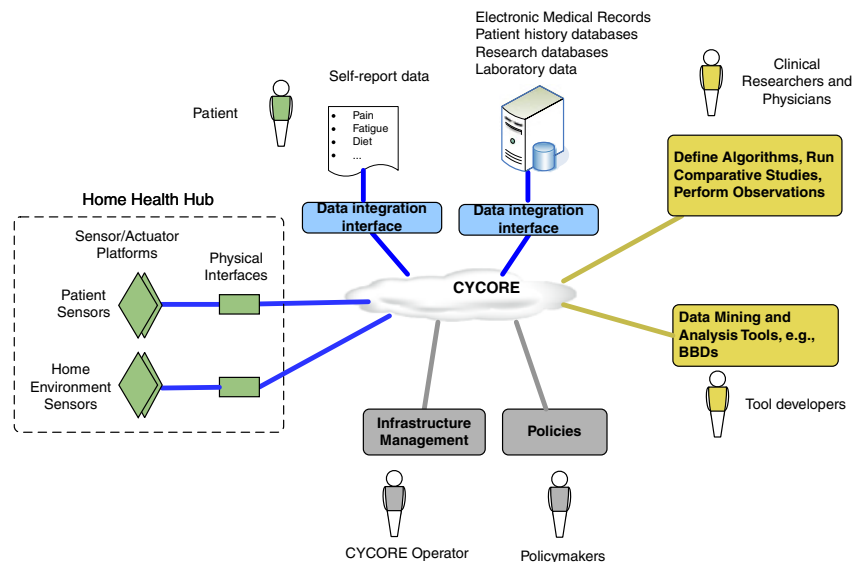 Electronic Medical Records
Patient history databases
Research databases
Laboratory data
Self-report data
Clinical
Researchers and
Physicians
Patient
• Pain
• Fatigue
• Diet
• ...
Define Algorithms, Run
Comparative Studies,
Perform Observations
Home Health Hub
Data integration
interface
Data integration
interface
Sensor/Actuator
Platforms
Physical
Interfaces
CYCORE
Patient
Sensors
Data Mining and
Analysis Tools, e.g.,
BBDs
Home
Environment
Sensors
Tool developers
Infrastructure
Management
Policies
CYCORE Operator
Policymakers